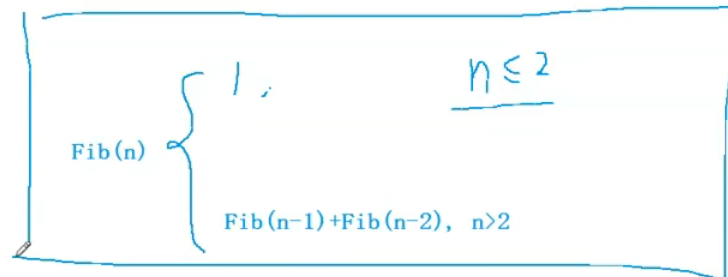 1, n≤2
Fib(n)
Fib(n-1)+Fib(n-2), n>2